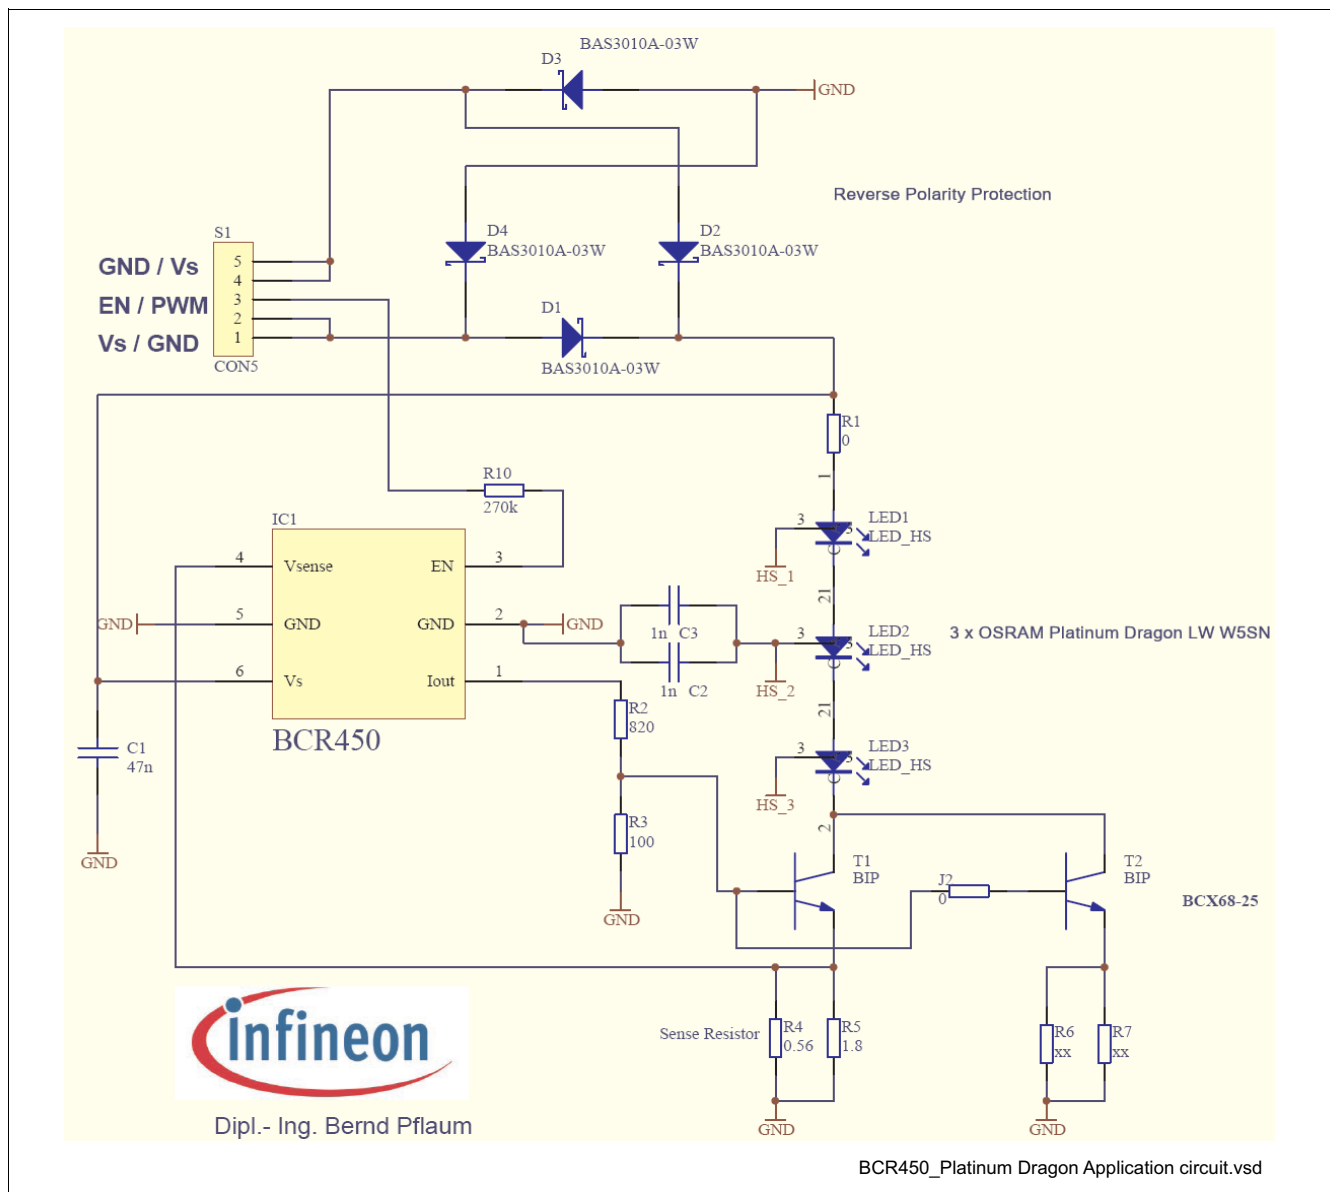 BAS3010A-03W
D3
GND
Reverse Polarity Protection
S1
D4
BAS3010A-03W
D2
BAS3010A-03W
GND / Vs
5
4
EN / PWM
3
2
Vs / GND
1
CON5
D1
BAS3010A-03W
R1
0
1
R10
270k
IC1
4
Vsense
EN
3
GND
5
GND
GND
2
GND
6
Vs
Iout
1
BCR450
C1
47n
GND
3
LED1
LED_HS
C
HS_1
21
1n C3
1n C2
3
LED2
LED_HS
C
HS_2
3 x OSRAM Platinum Dragon LW W5SN
21
R2
820
3
LED3
LED_HS
C
HS_3
2
R3
100
GND
T1
BIP
J2
0
T2
BIP
BCX68-25
Sense Resistor
R4
0.56
R5
1.8
R6
xx
R7
xx
GND
GND
infineon
Dipl.- Ing. Bernd Pflaum
BCR450_Platinum Dragon Application circuit.vsd